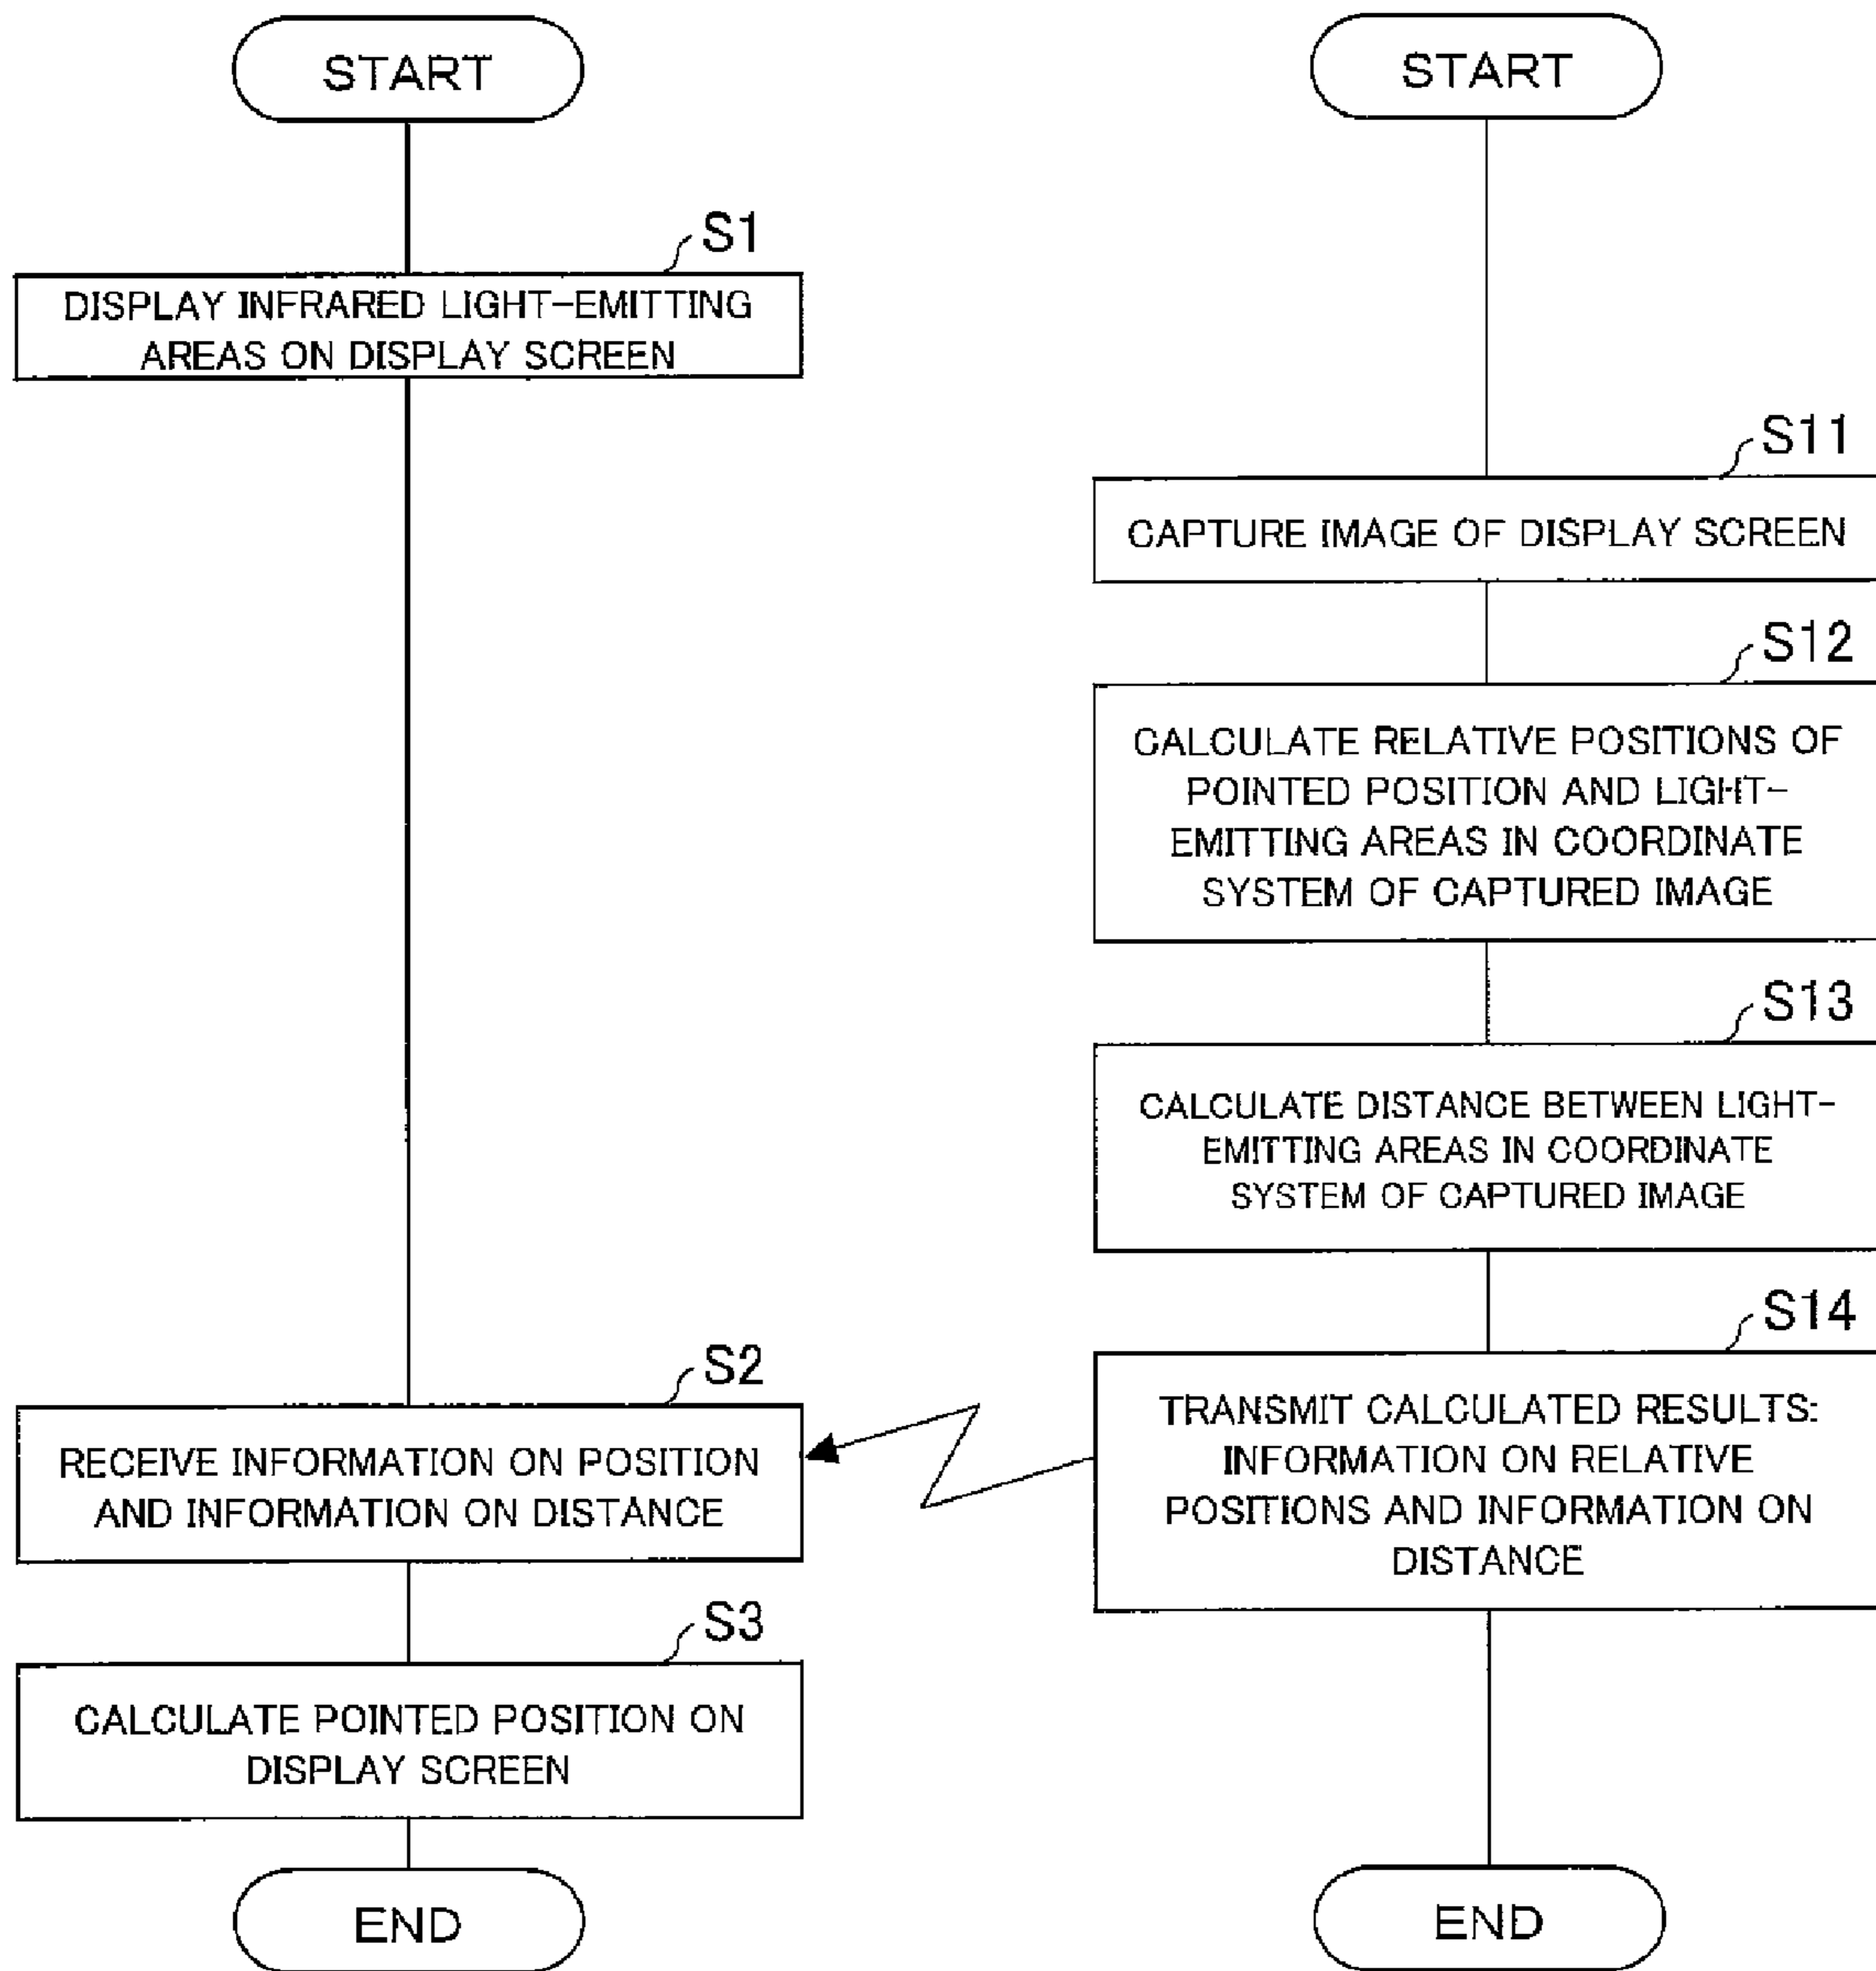 START
S1
DISPLAY INFRARED LIGHT-EMITTING
AREAS ON DISPLAY SCREEN
S2
RECEIVE INFORMATION ON POSITION
AND INFORMATION ON DISTANCE
S3
CALCULATE POINTED POSITION ON
DISPLAY SCREEN
END
START
S11
CAPTURE IMAGE OF DISPLAY SCREEN
S12
CALCULATE RELATIVE POSITIONS OF
POINTED POSITION AND LIGHT-
EMITTING AREAS IN COORDINATE
SYSTEM OF CAPTURED IMAGE
S13
CALCULATE DISTANCE BETWEEN LIGHT-
EMITTING AREAS IN COORDINATE
SYSTEM OF CAPTURED IMAGE
S14
TRANSMIT CALCULATED RESULTS:
INFORMATION ON RELATIVE
POSITIONS AND INFORMATION ON
DISTANCE
END